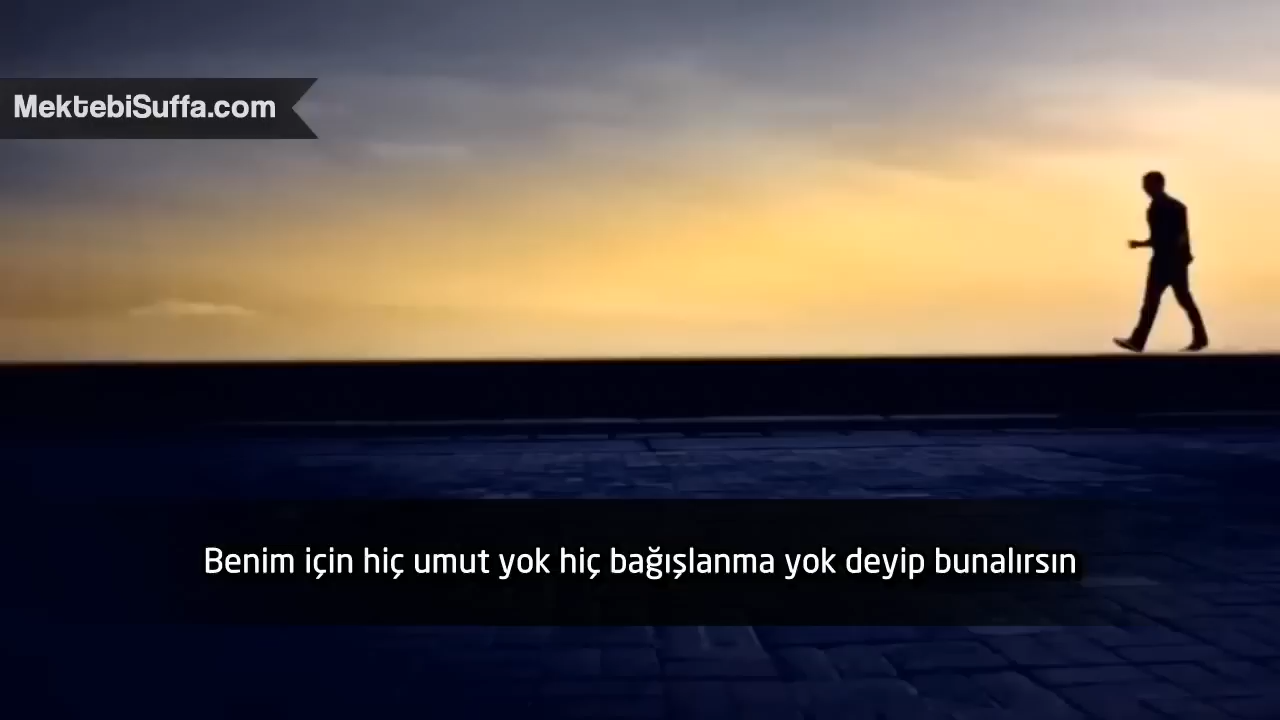 MektebiSuffa.com
Benim için hiç umut yok hiç bağışlanma yok deyip bunalırsın